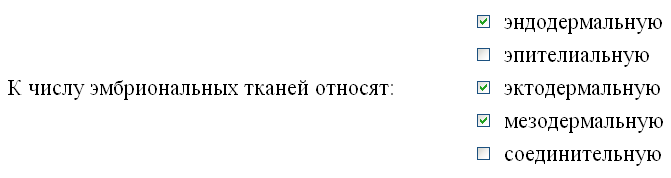 К числу эмбриональных тканей относят:
эндодермальную
эпителиальную
эктодермальную
мезодермальную
соединительную